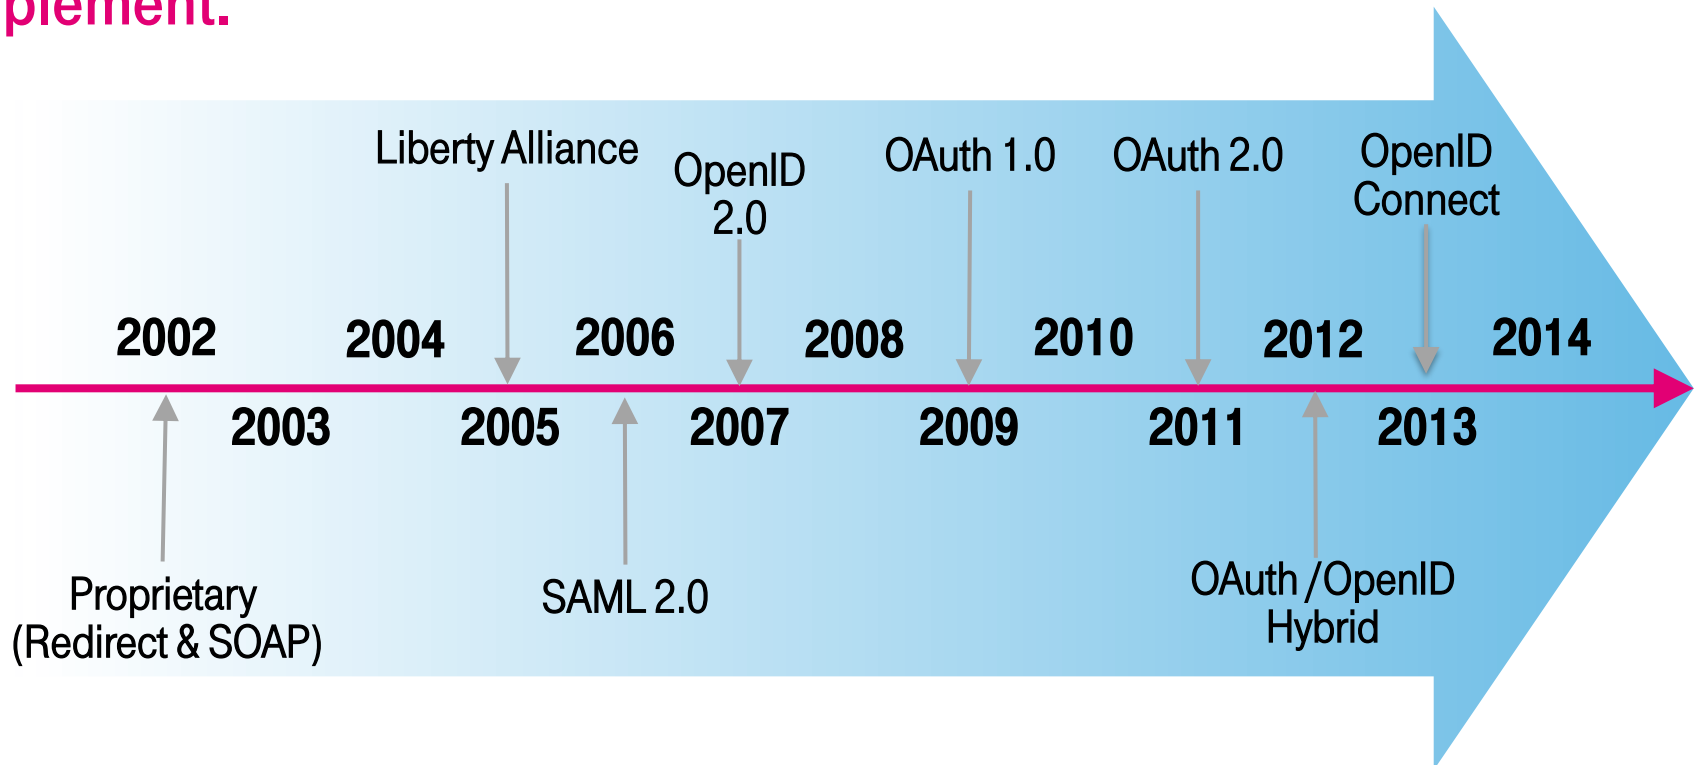 plement.
Liberty Alliance
OpenID
2.0
OAuth 1.0
OAuth 2.0
OpenID
Connect
2002
2004
2006
2008
2010
2012
2014
2003
2005
2007
2009
2011
2013
Proprietary
(Redirect & SOAP)
SAML 2.0
OAuth /OpenID
Hybrid